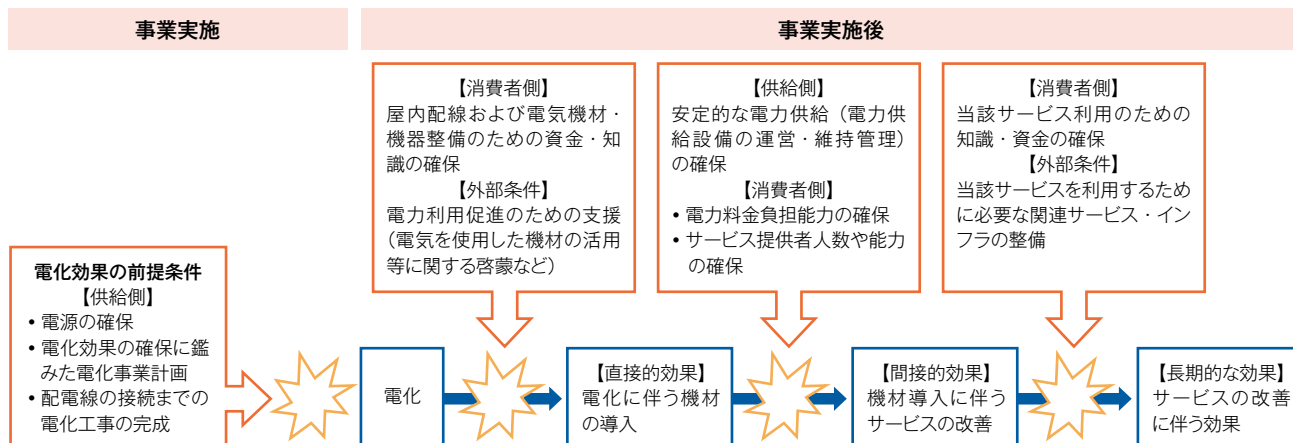 事業実施
事業実施後
【消費者側】
屋内配線および電気機材・
機器整備のための資金・知
識の確保
【外部条件】
電力利用促進のための支援
（電気を使用した機材の活用
等に関する啓蒙など）
【供給側】
安定的な電力供給（電力供
給設備の運営・維持管理）
の確保
【消費者側】
• 電力料金負担能力の確保
• サービス提供者人数や能力
の確保
【消費者側】
当該サービス利用のための
知識・資金の確保
【外部条件】
当該サービスを利用するため
に必要な関連サービス・イン
フラの整備
電化効果の前提条件
【供給側】
• 電源の確保
• 電化効果の確保に鑑
みた電化事業計画
• 配電線の接続までの
電化工事の完成
電化
【直接的効果】
電化に伴う機材
の導入
【間接的効果】
機材導入に伴う
サービスの改善
【長期的な効果】
サービスの改善
に伴う効果